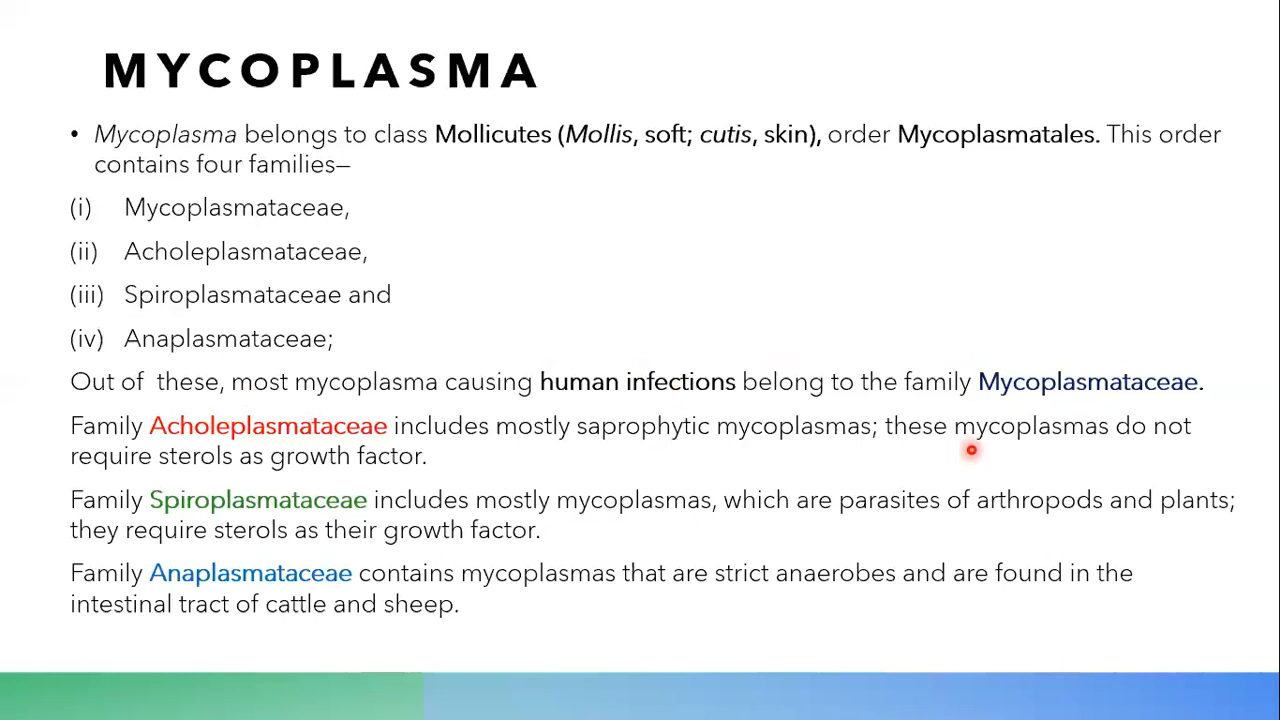 MYCOPLASMA
• Mycoplasma belongs to class Mollicutes (Mollis, soft; cutis, skin), order Mycoplasmatales. This order
contains four families—
(i) Mycoplasmataceae,
(ii) Acholeplasmataceae,
(iii) Spiroplasmataceae and
(iv) Anaplasmataceae;
Out of these, most mycoplasma causing human infections belong to the family Mycoplasmataceae.
Family Acholeplasmataceae includes mostly saprophytic mycoplasmas; these mycoplasmas do not
require sterols as growth factor.
Family Spiroplasmataceae includes mostly mycoplasmas, which are parasites of arthropods and plants;
they require sterols as their growth factor.
Family Anaplasmataceae contains mycoplasmas that are strict anaerobes and are found in the
intestinal tract of cattle and sheep.